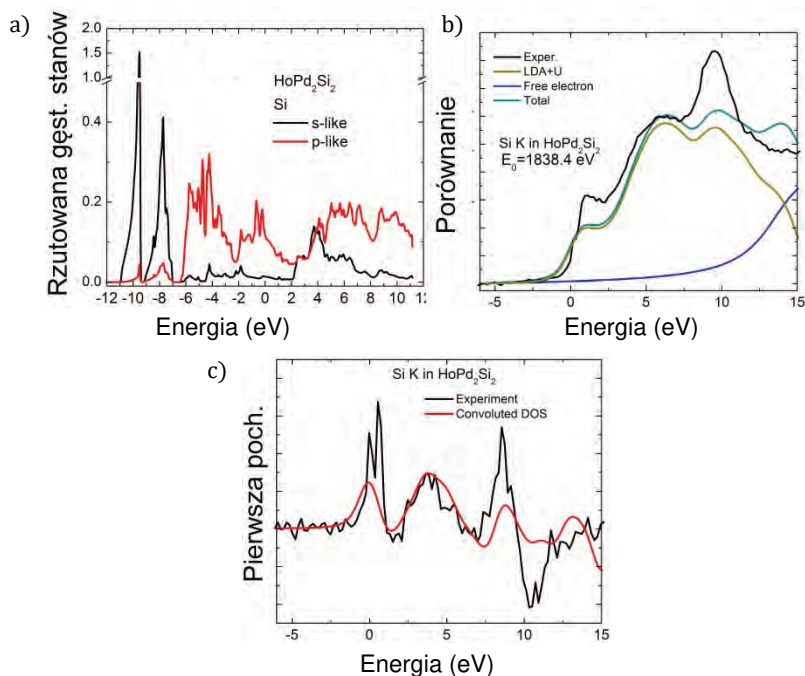 a)
Rzutowana gęst. stanów
2.0
1.5
1.0
0.4
0.2
0.0
HoPd₂Si₂
Si
s-like
p-like
-12 -10 -8 -6 -4 -2 0 2 4 6 8 10 12
Energia (eV)
b)
Porównanie
Exper.
LDA+U
Free electron
Total
Si K in HoPd₂Si₂
E₀=1838.4 eV
-5 0 5 10 15
Energia (eV)
c)
Pierwsza poch.
Si K in HoPd₂Si₂
Experiment
Convoluted DOS
-5 0 5 10 15
Energia (eV)